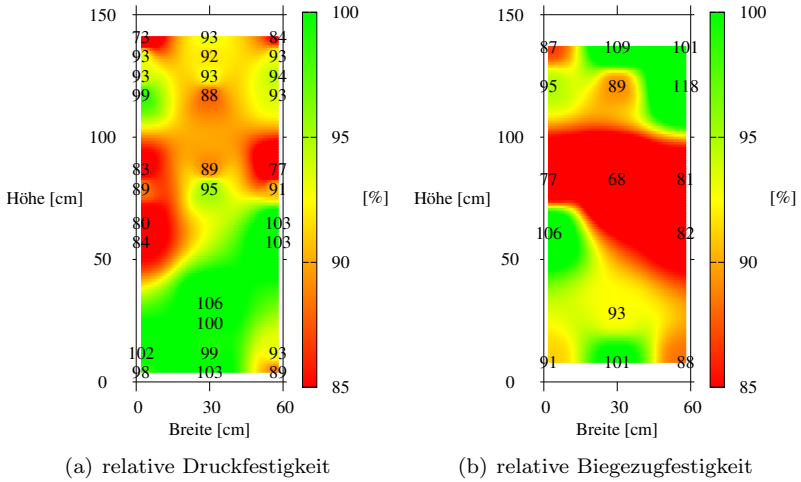 150
100
50
0
Höhe [cm]
0 30 60
Breite [cm]
73 93 84
93 92 93
93 93 94
99 88 93
83 89 77
89 95 91
80 103
84 103
106
100
102 99 93
98 103 89
100
95
90
85
[%]
(a) relative Druckfestigkeit
150
100
50
0
Höhe [cm]
0 30 60
Breite [cm]
87 109 101
95 89 118
77 68 81
106 82
93
91 101 88
100
95
90
85
[%]
(b) relative Biegezugfestigkeit